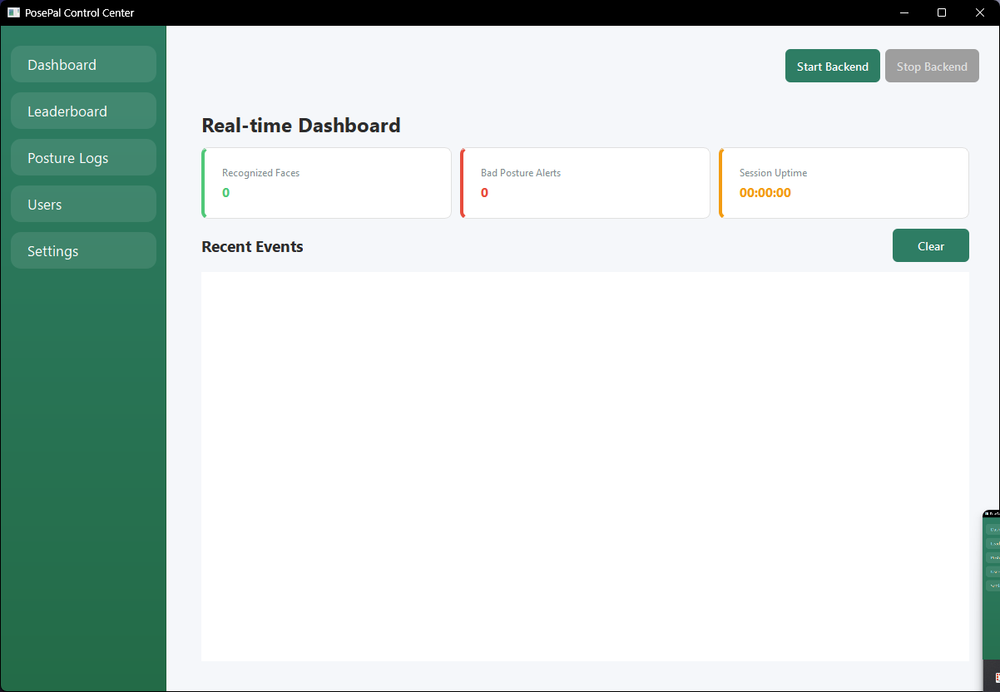 PosePal Control Center
Dashboard
Leaderboard
Posture Logs
Users
Settings
Start Backend
Stop Backend
Real-time Dashboard
Recognized Faces
0
Bad Posture Alerts
0
Session Uptime
00:00:00
Recent Events
Clear